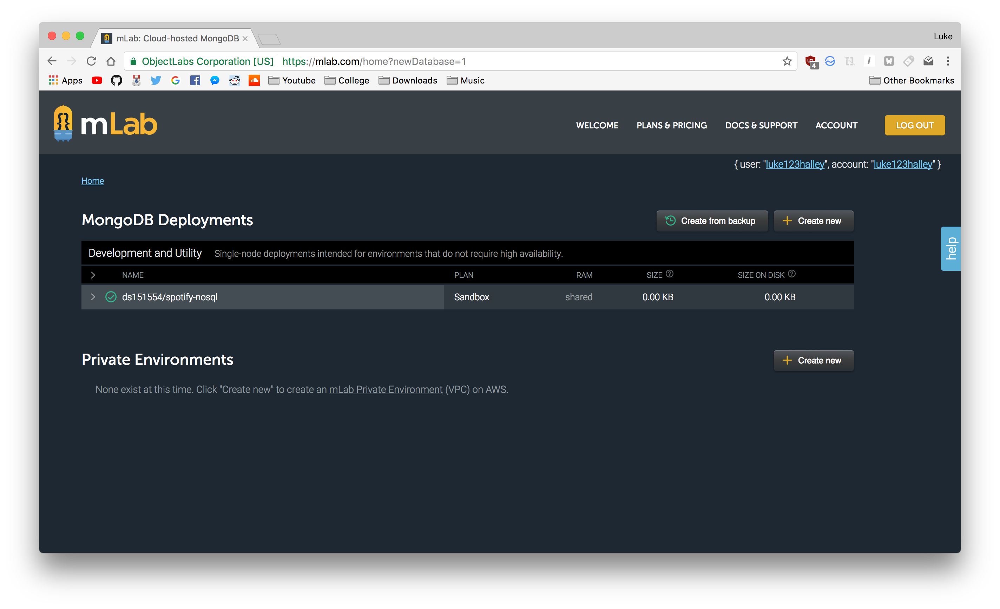 mLab: Cloud-hosted MongoDB
Luke
ObjectLabs Corporation [US] https://mlab.com/home?newDatabase=1
4
i
W
Apps
Youtube
College
Downloads
Music
Other Bookmarks
mLab
WELCOME
PLANS & PRICING
DOCS & SUPPORT
ACCOUNT
LOG OUT
{ user: "luke123halley", account: "luke123halley" }
Home
MongoDB Deployments
Create from backup
Create new
help
Development and Utility Single-node deployments intended for environments that do not require high availability.
NAME PLAN RAM SIZE ? SIZE ON DISK ?
ds151554/spotify-nosql Sandbox shared 0.00 KB 0.00 KB
Private Environments
Create new
None exist at this time. Click "Create new" to create an mLab Private Environment (VPC) on AWS.